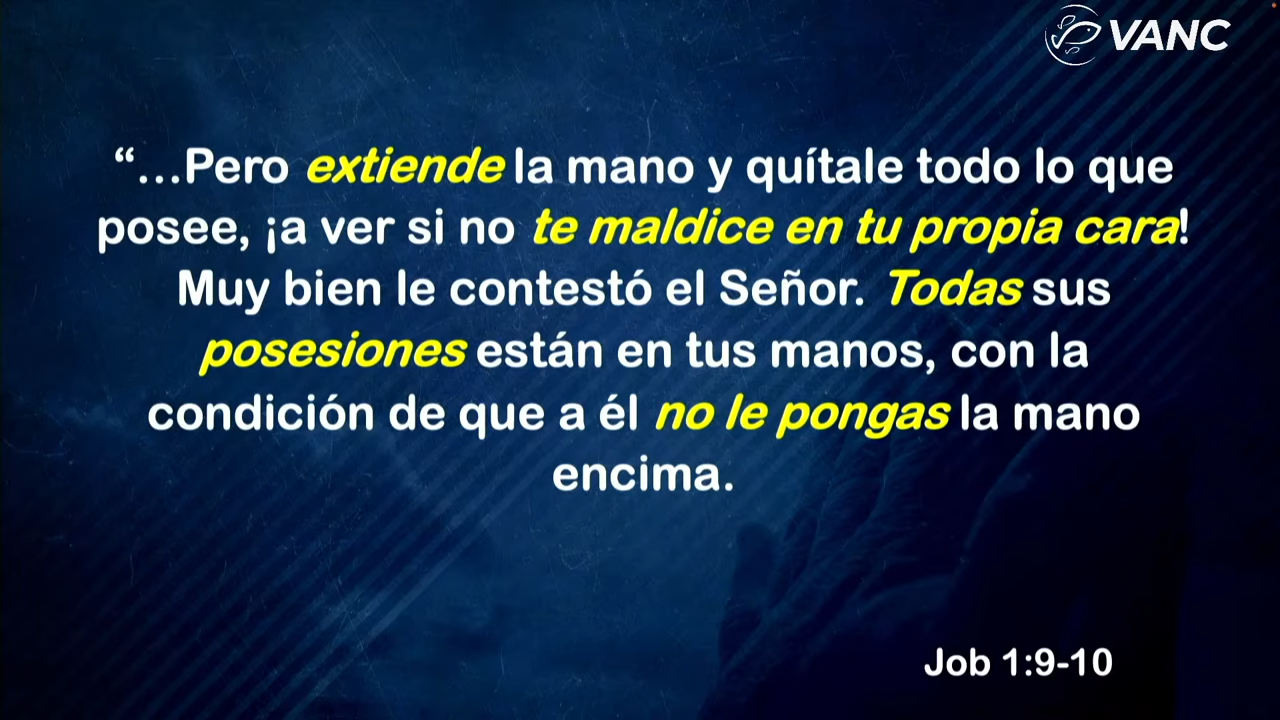 VANC
“…Pero extiende la mano y quítale todo lo que
posee, ¡a ver si no te maldice en tu propia cara!
Muy bien le contestó el Señor. Todas sus
posesiones están en tus manos, con la
condición de que a él no le pongas la mano
encima.
Job 1:9-10